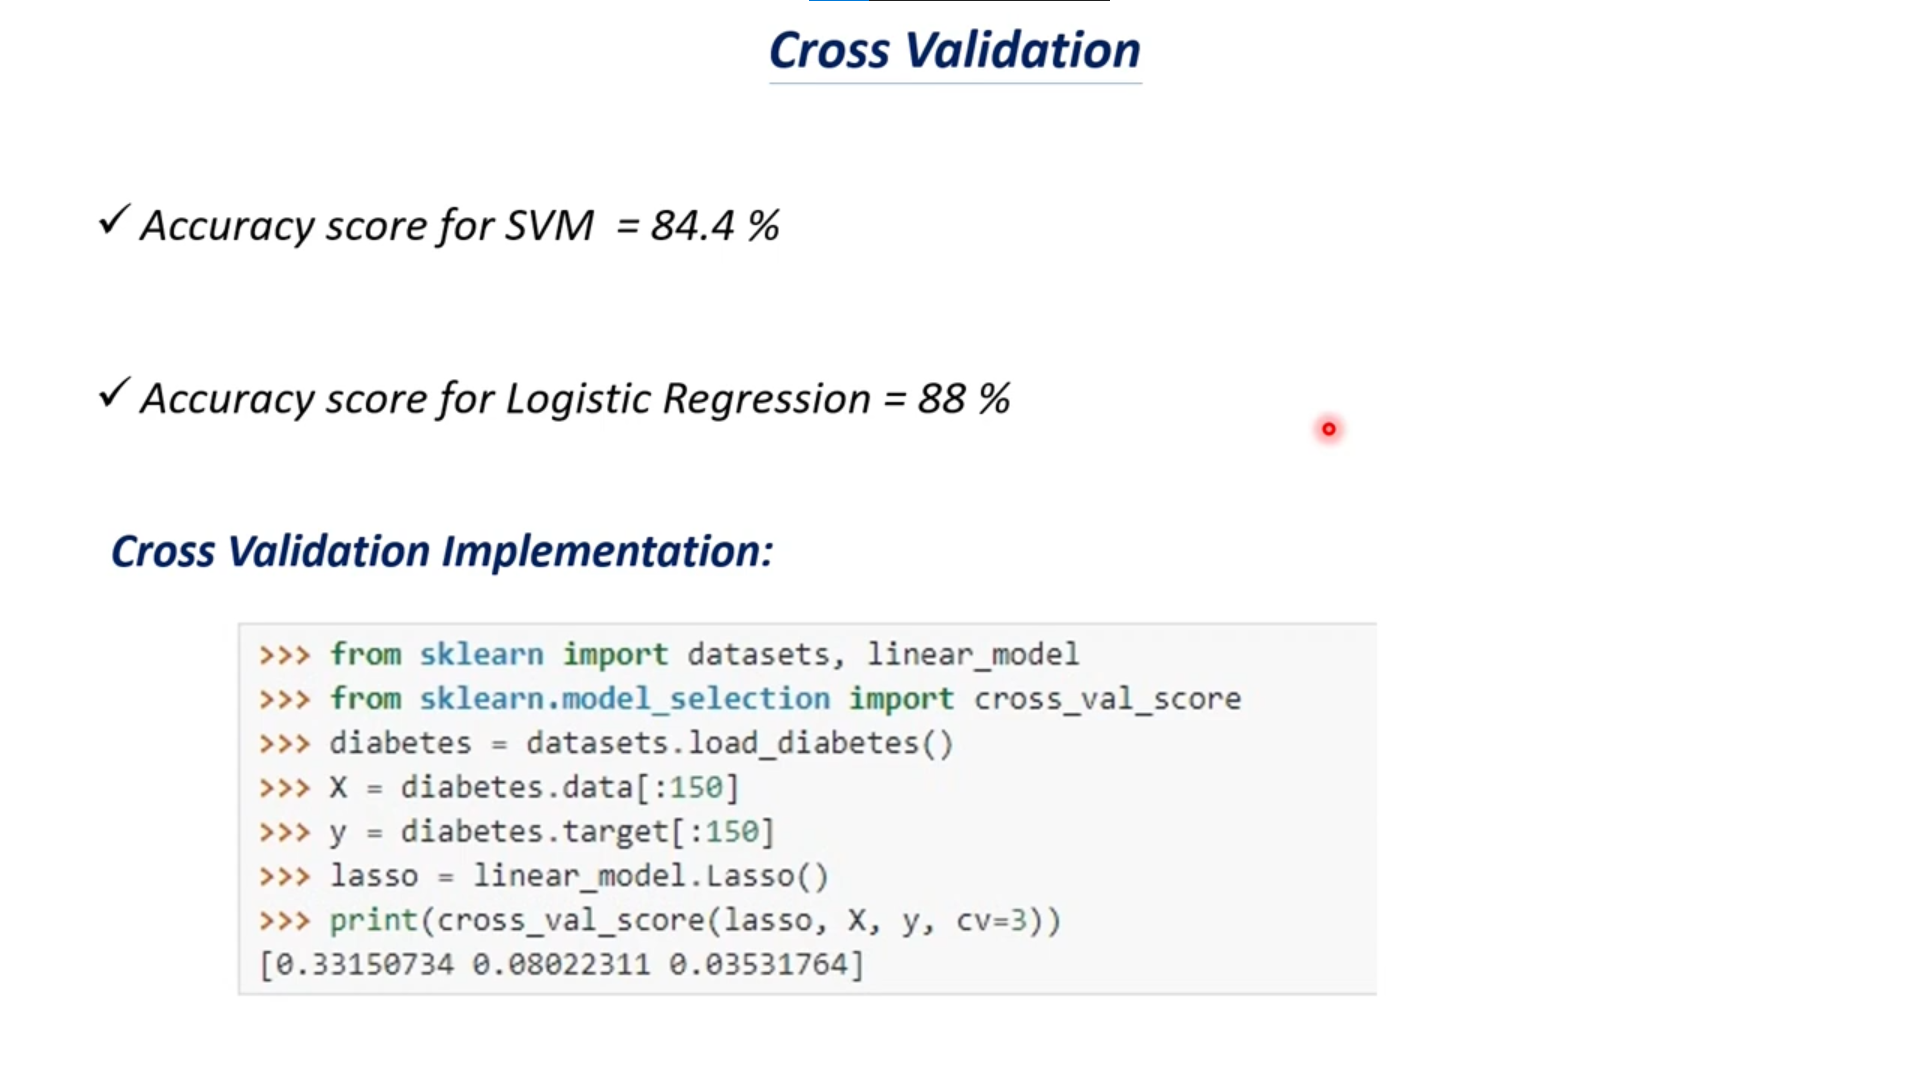 Cross Validation
✓ Accuracy score for SVM = 84.4 %
✓ Accuracy score for Logistic Regression = 88 %
Cross Validation Implementation:
>>> from sklearn import datasets, linear_model
>>> from sklearn.model_selection import cross_val_score
>>> diabetes = datasets.load_diabetes()
>>> X = diabetes.data[:150]
>>> y = diabetes.target[:150]
>>> lasso = linear_model.Lasso()
>>> print(cross_val_score(lasso, X, y, cv=3))
[0.33150734 0.08022311 0.03531764]